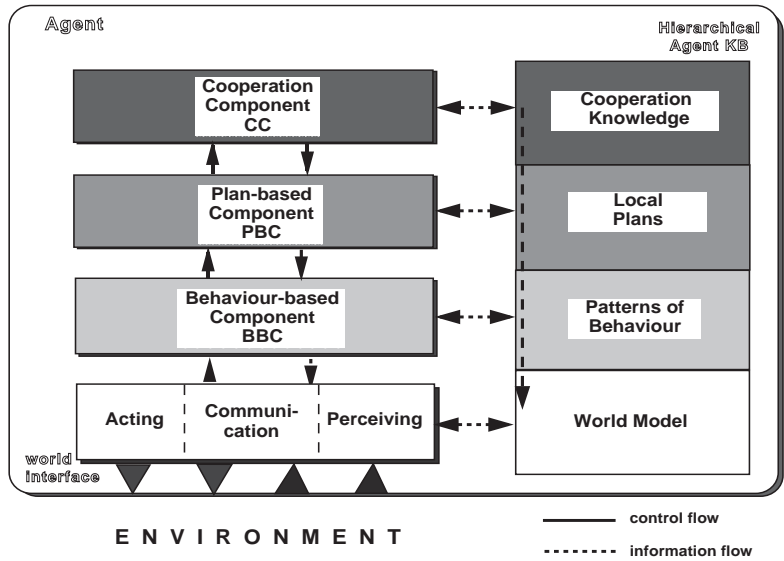 Agent
Hierarchical
Agent KB
Cooperation
Component
CC
Cooperation
Knowledge
Plan-based
Component
PBC
Local
Plans
Behaviour-based
Component
BBC
Patterns of
Behaviour
Acting
Communi-
cation
Perceiving
World Model
world
interface
ENVIRONMENT
control flow
information flow